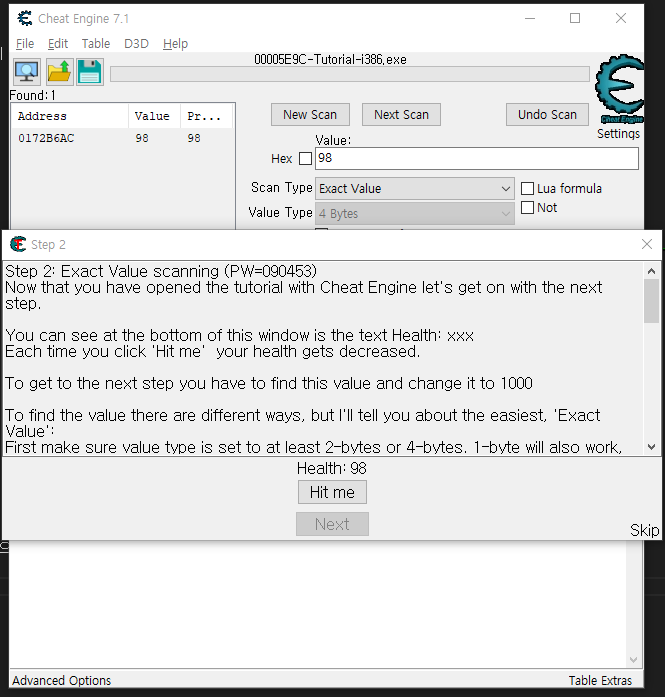 Cheat Engine 7.1
File Edit Table D3D Help
00005E9C-Tutorial-i386.exe
Found:1
Address Value Pr...
0172B6AC 98 98
New Scan Next Scan Undo Scan
Cheat Engine
Settings
Value:
Hex 98
Scan Type Exact Value Lua formula
Value Type 4 Bytes Not
Step 2
Step 2: Exact Value scanning (PW=090453)
Now that you have opened the tutorial with Cheat Engine let's get on with the next
step.
You can see at the bottom of this window is the text Health: xxx
Each time you click 'Hit me' your health gets decreased.
To get to the next step you have to find this value and change it to 1000
To find the value there are different ways, but I'll tell you about the easiest, 'Exact
Value':
First make sure value type is set to at least 2-bytes or 4-bytes. 1-byte will also work,
Health: 98
Hit me
Next
Skip
Advanced Options Table Extras